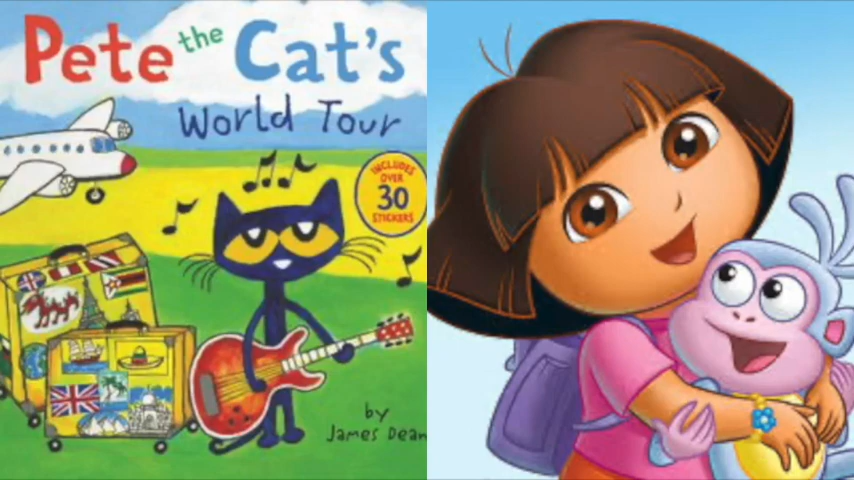 Pete the Cat's
World Tour
INCLUDES
OVER
30
STICKERS
by
James Dean